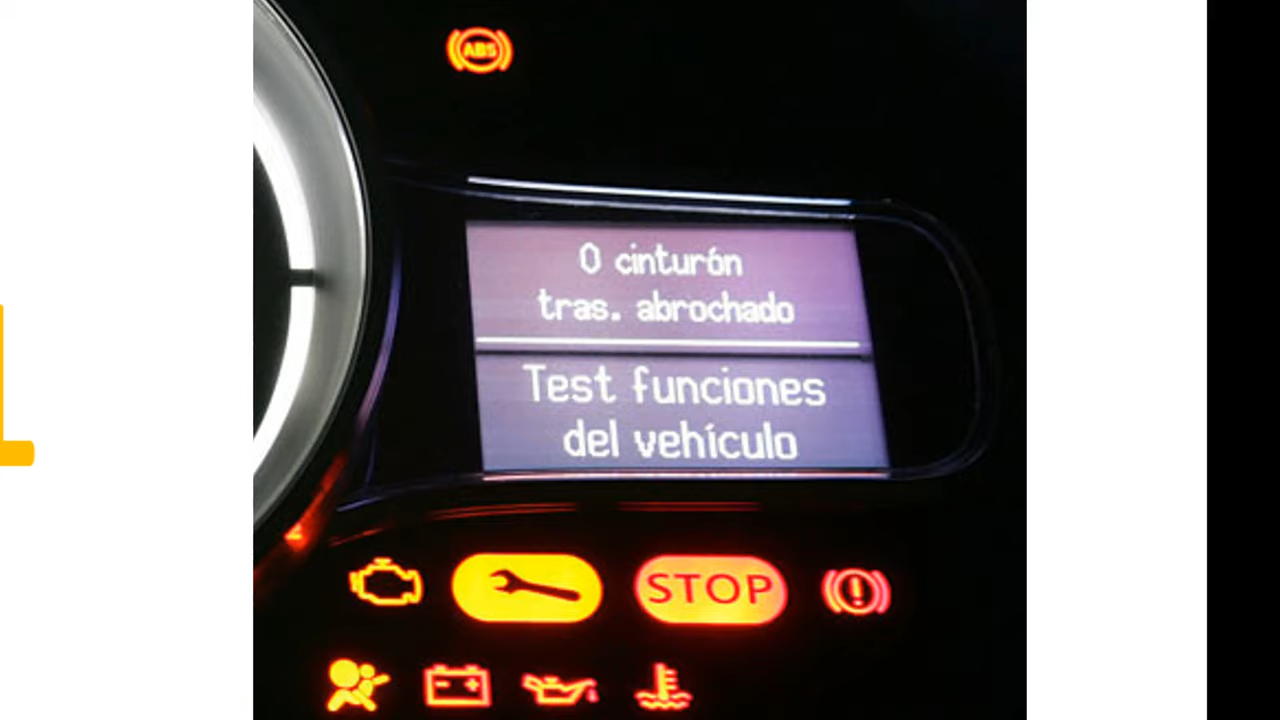 ABS
0 cinturón
tras. abrochado
Test funciones
del vehículo
STOP